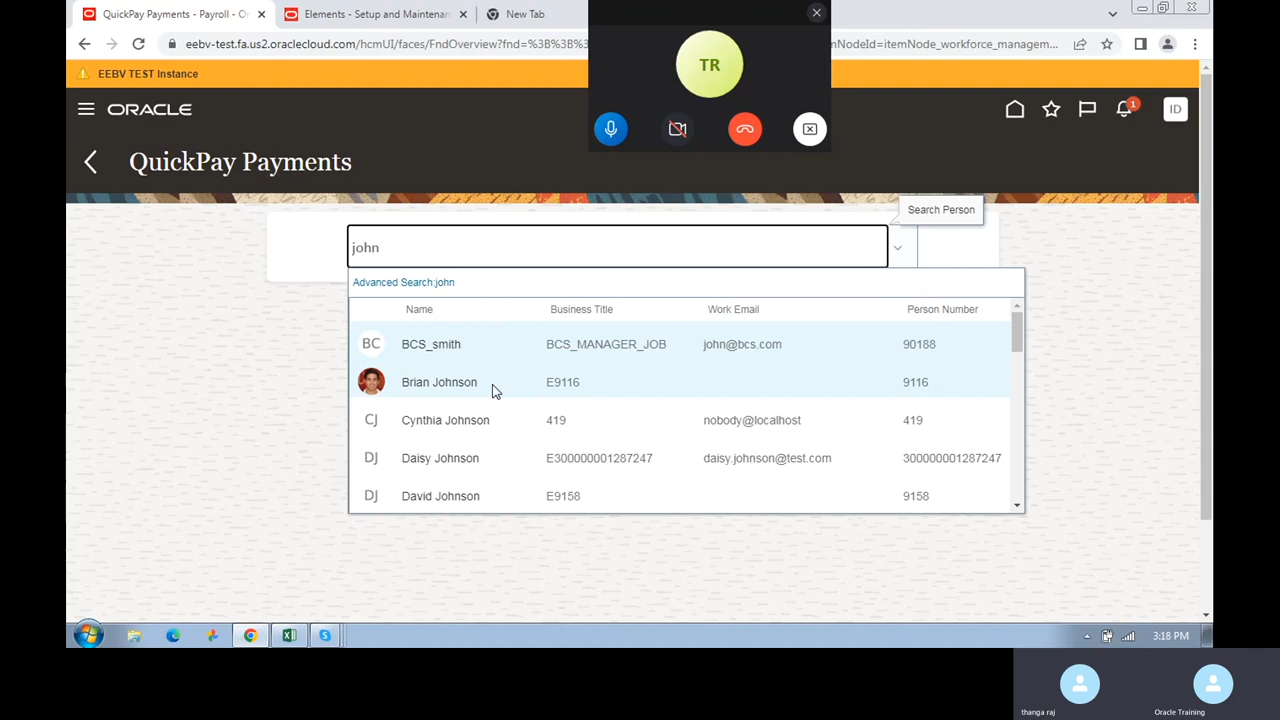 QuickPay Payments - Payroll - O
Elements - Setup and Maintenan
New Tab
eebv-test.fa.us2.oraclecloud.com/hcmUI/faces/FndOverview?fnd=%3B%3B%3
mNodeId=itemNode_workforce_managem...
EEBV TEST Instance
TR
ORACLE
1
ID
QuickPay Payments
Search Person
john
Advanced Search:john
Name Business Title Work Email Person Number
BC BCS_smith BCS_MANAGER_JOB john@bcs.com 90188
Brian Johnson E9116 9116
CJ Cynthia Johnson 419 nobody@localhost 419
DJ Daisy Johnson E300000001287247 daisy.johnson@test.com 300000001287247
DJ David Johnson E9158 9158
3:18 PM
thanga raj
Oracle Training